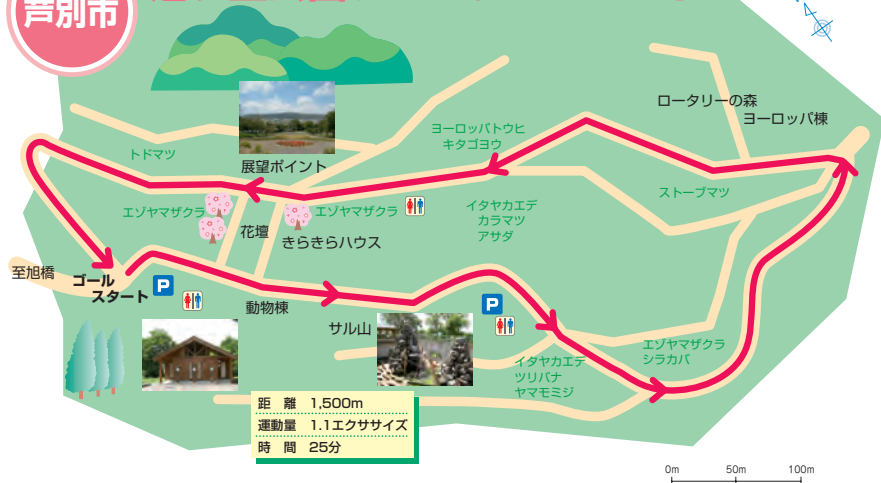 芦別市
ロータリーの森
ヨーロッパ棟
ヨーロッパトウヒ
キタゴヨウ
トドマツ
展望ポイント
ストーブマツ
エゾヤマザクラ
エゾヤマザクラ
イタヤカエデ
カラマツ
アサダ
花壇
きらきらハウス
至旭橋
ゴール
スタート
P
動物棟
サル山
P
エゾヤマザクラ
シラカバ
イタヤカエデ
ツリバナ
ヤマモミジ
距 離 1,500m
運動量 1.1エクササイズ
時 間 25分
0m 50m 100m